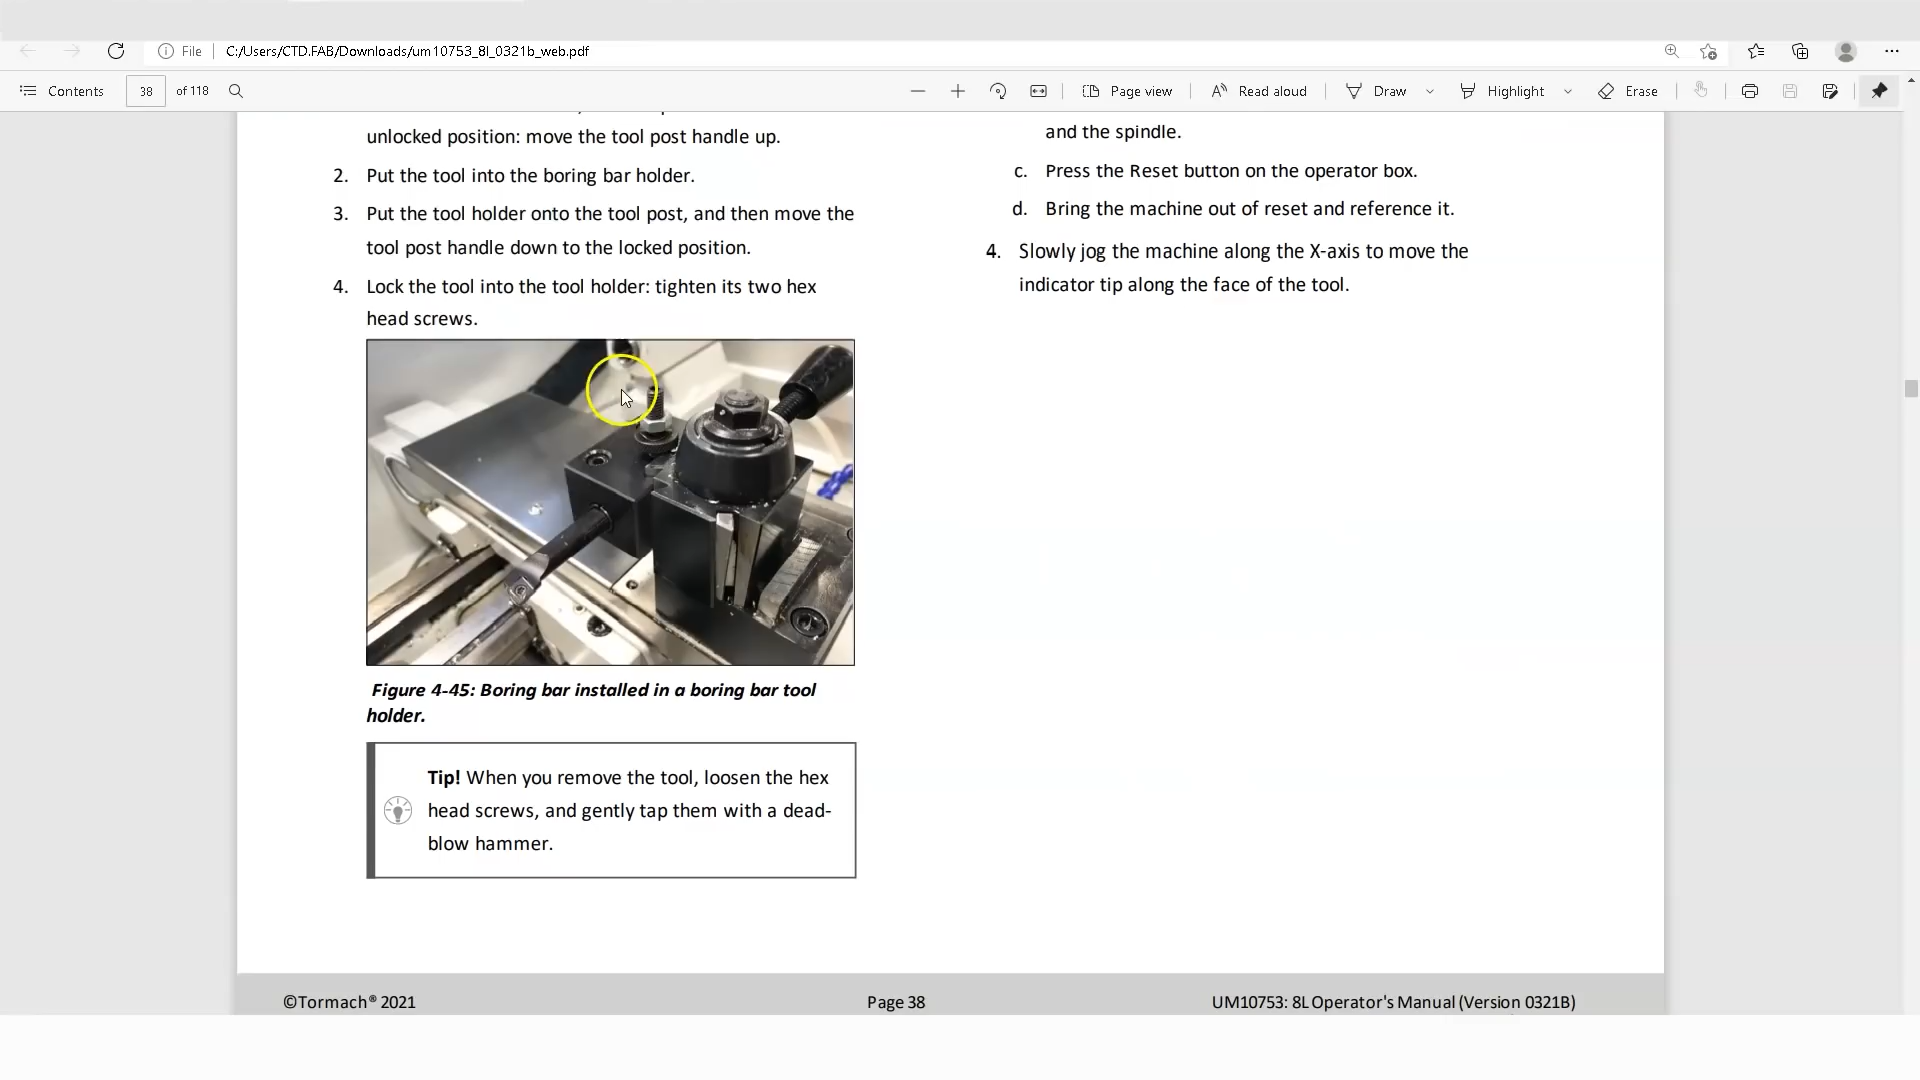 File
C:/Users/CTD.FAB/Downloads/um10753_8l_0321b_web.pdf
Contents
38
of 118
Page view
Read aloud
Draw
Highlight
Erase
unlocked position: move the tool post handle up.
2. Put the tool into the boring bar holder.
3. Put the tool holder onto the tool post, and then move the
tool post handle down to the locked position.
4. Lock the tool into the tool holder: tighten its two hex
head screws.
Figure 4-45: Boring bar installed in a boring bar tool
holder.
Tip! When you remove the tool, loosen the hex
head screws, and gently tap them with a dead-
blow hammer.
and the spindle.
c. Press the Reset button on the operator box.
d. Bring the machine out of reset and reference it.
4. Slowly jog the machine along the X-axis to move the
indicator tip along the face of the tool.
©Tormach® 2021
Page 38
UM10753: 8L Operator's Manual (Version 0321B)